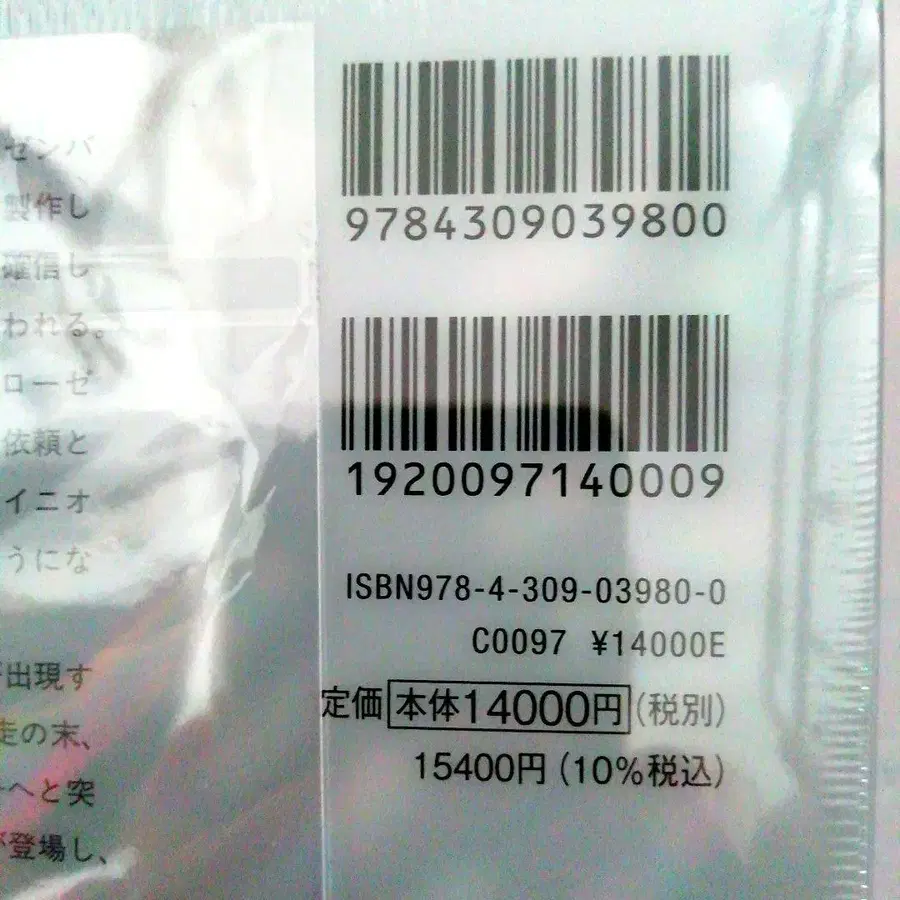 9784309039800
1920097140009
ISBN978-4-309-03980-0
C0097 ¥14000E
定価 本体14000円(税別)
15400円(10%税込)
ゼンバ
製作し
確信し
われる。
ローゼ
依頼と
イニオ
うにな
出現す
走の末、
へと突
登場し、